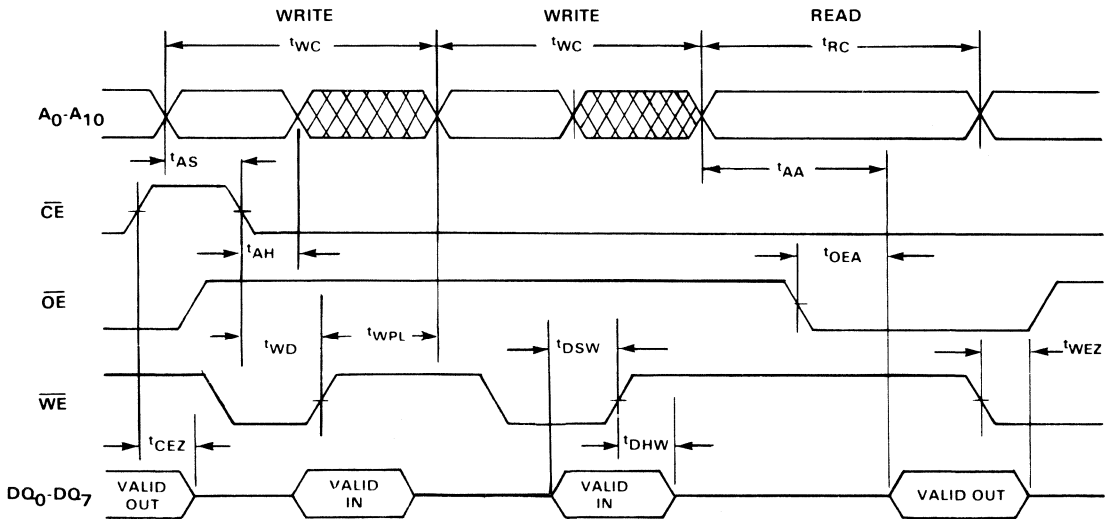 WRITE WRITE READ
tWC tWC tRC
A0-A10
tAS tAA
CE
tAH tOEA
OE
tWD tWPL tDSW tWEZ
WE
tCEZ tDHW
DQ0-DQ7 VALID OUT VALID IN VALID IN VALID OUT